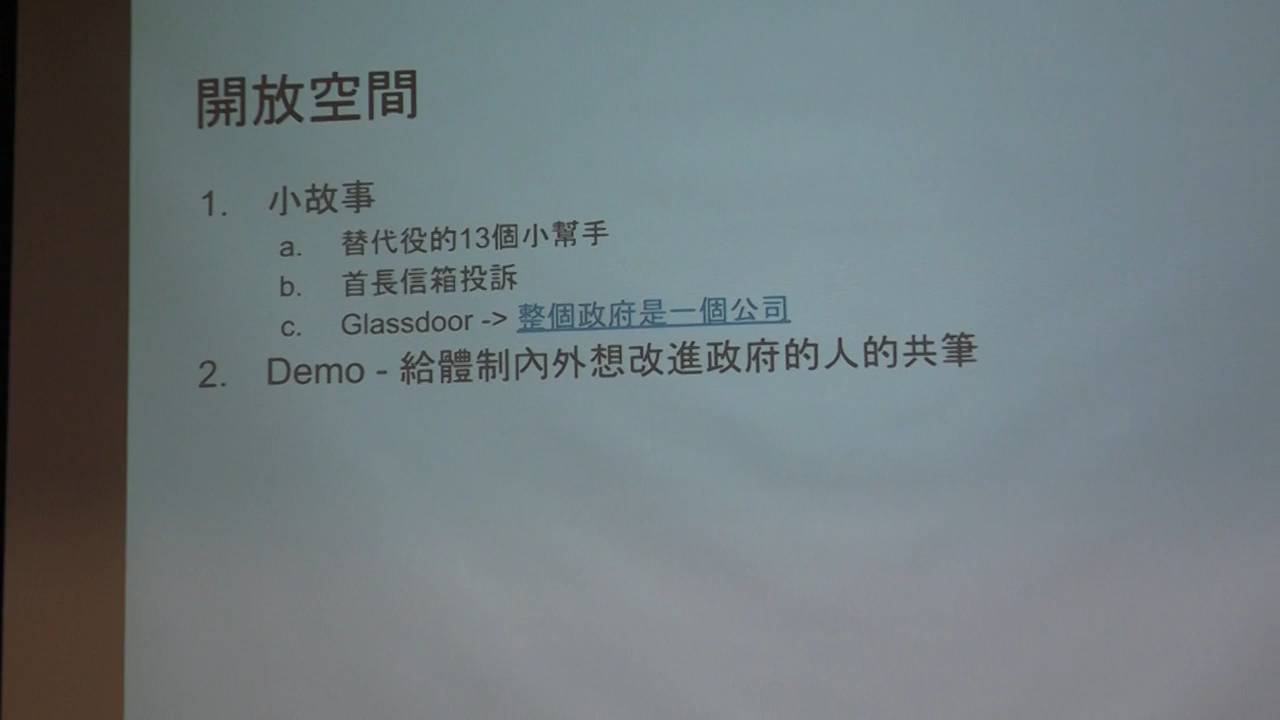 開放空間
1. 小故事
a. 替代役的13個小幫手
b. 首長信箱投訴
c. Glassdoor -> 整個政府是一個公司
2. Demo - 給體制內外想改進政府的人的共筆